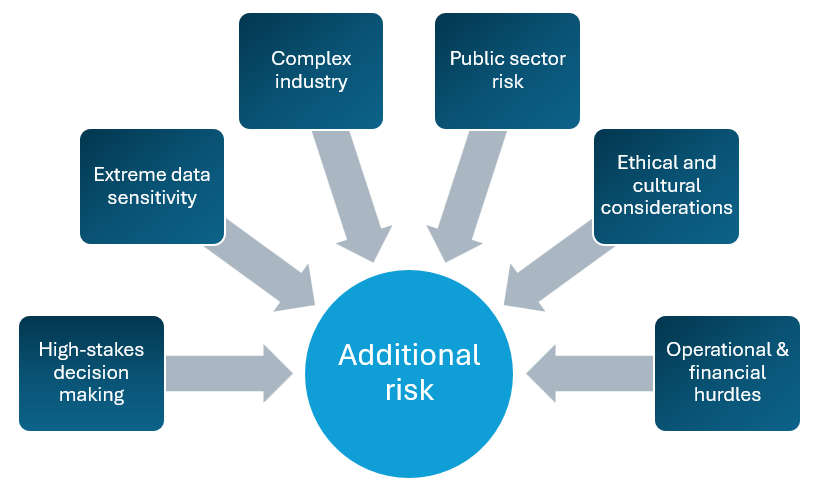 Complex
industry
Public sector
risk
Extreme data
sensitivity
Ethical and
cultural
considerations
High-stakes
decision
making
Additional
risk
Operational &
financial
hurdles